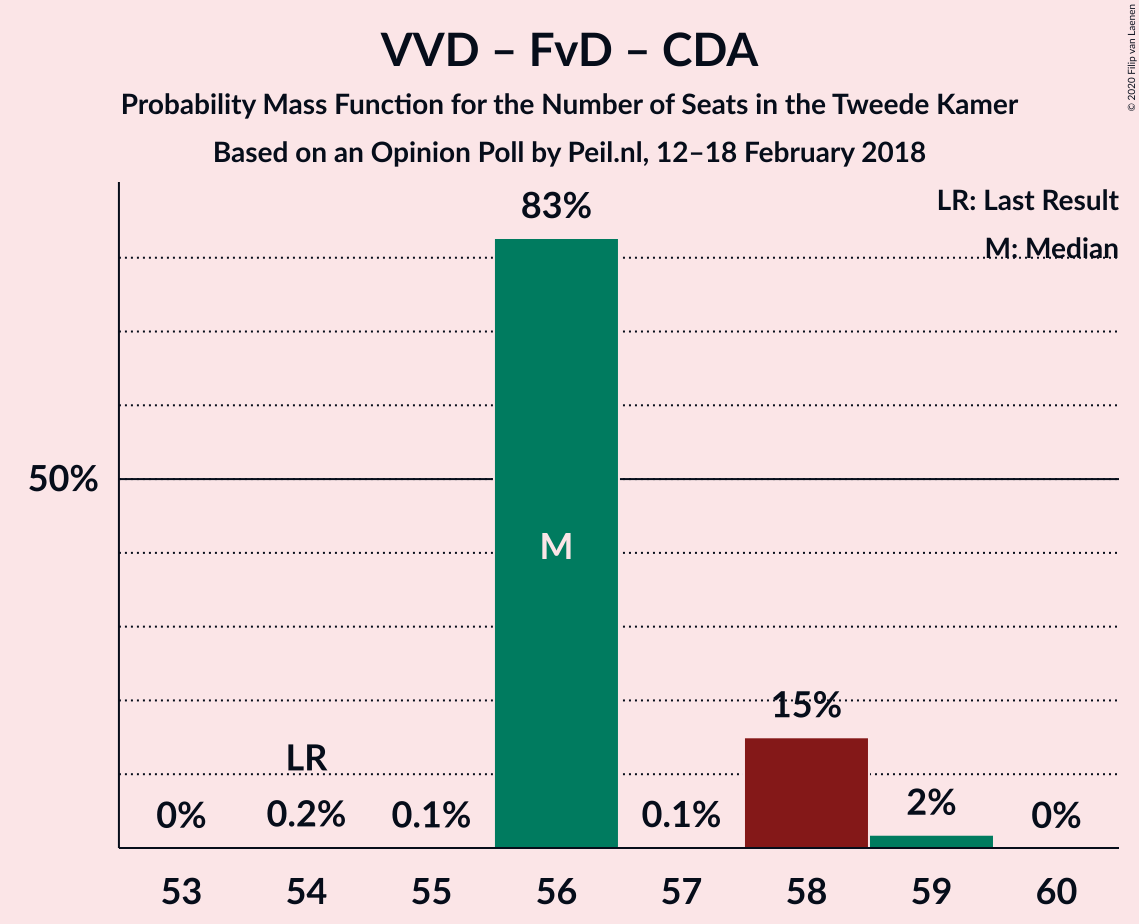 VVD – FvD – CDA
Probability Mass Function for the Number of Seats in the Tweede Kamer
Based on an Opinion Poll by Peil.nl, 12–18 February 2018
© 2020 Filip van Laenen
LR: Last Result
M: Median
83%
50%
M
15%
LR
0%
0.2%
0.1%
0.1%
2%
0%
53 54 55 56 57 58 59 60